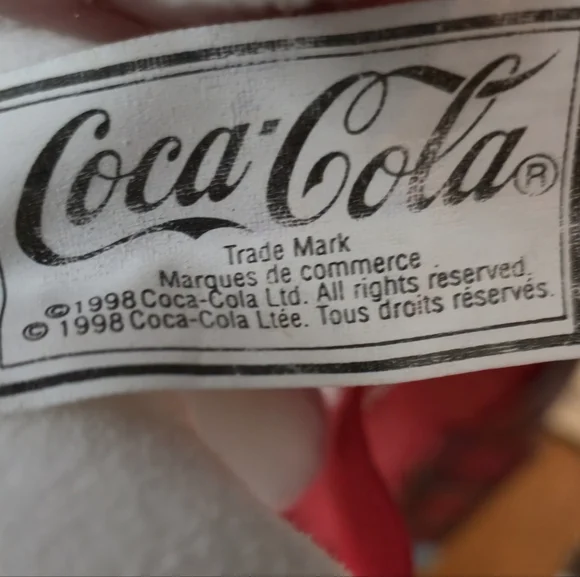 Coca-Cola®
Trade Mark
Marques de commerce
©1998 Coca-Cola Ltd. All rights reserved.
© 1998 Coca-Cola Ltée. Tous droits réservés.